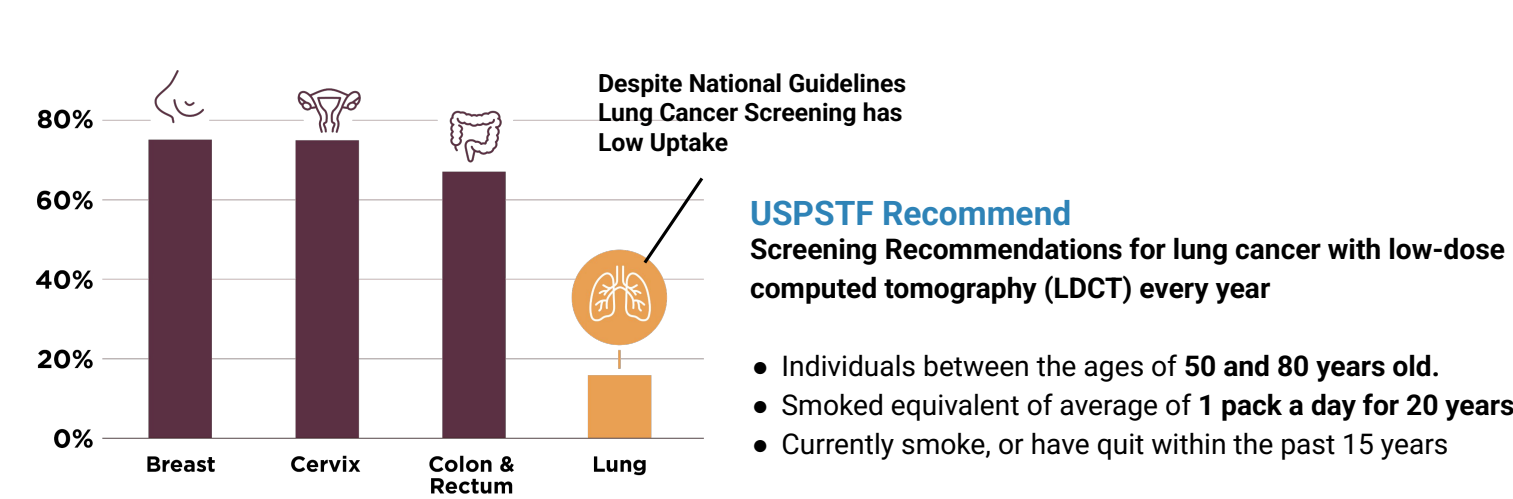 Despite National Guidelines
Lung Cancer Screening has
Low Uptake
80%
60%
40%
20%
0%
Breast
Cervix
Colon &
Rectum
Lung
USPSTF Recommend
Screening Recommendations for lung cancer with low-dose
computed tomography (LDCT) every year
● Individuals between the ages of 50 and 80 years old.
● Smoked equivalent of average of 1 pack a day for 20 years
● Currently smoke, or have quit within the past 15 years